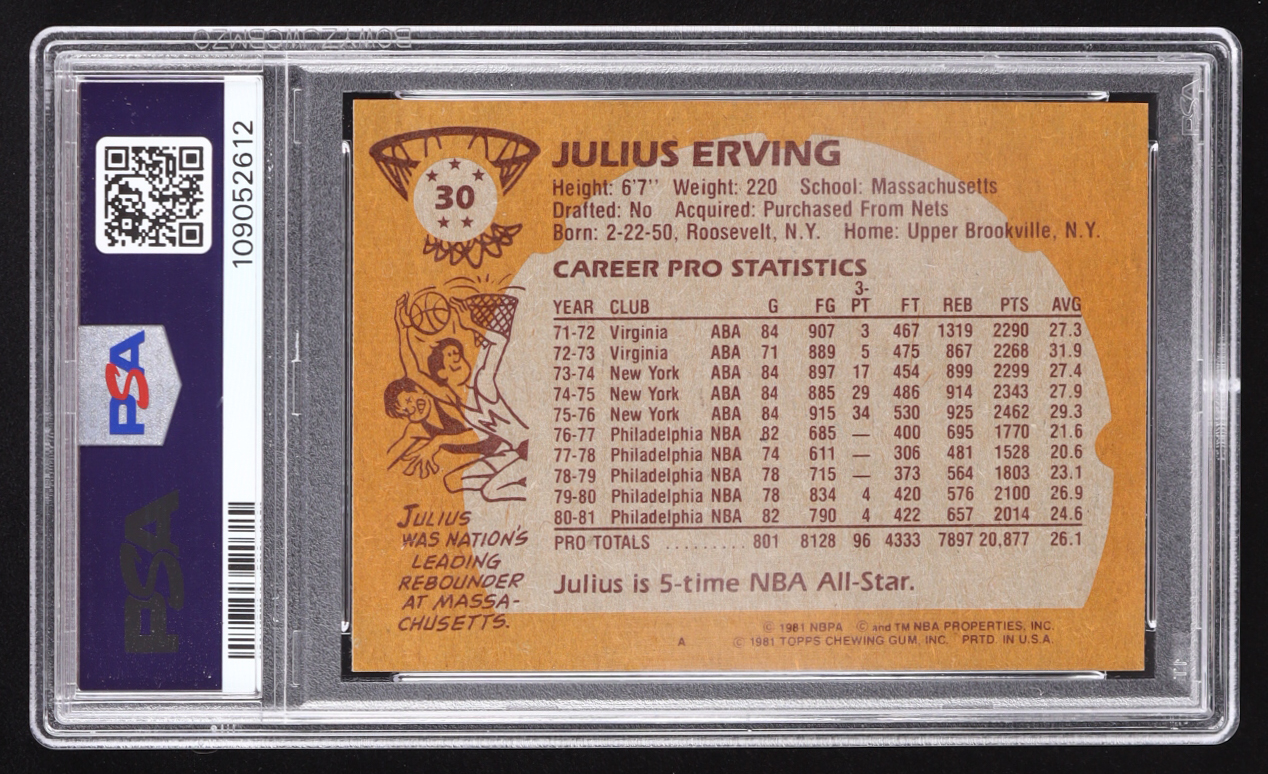 109052612
PSA
PSA
30
JULIUS ERVING
Height: 6'7'' Weight: 220 School: Massachusetts
Drafted: No Acquired: Purchased From Nets
Born: 2-22-50, Roosevelt, N.Y. Home: Upper Brookville, N.Y.
CAREER PRO STATISTICS
YEAR CLUB G FG 3-PT FT REB PTS AVG
71-72 Virginia ABA 84 907 3 467 1319 2290 27.3
72-73 Virginia ABA 71 889 5 475 867 2268 31.9
73-74 New York ABA 84 897 17 454 899 2299 27.4
74-75 New York ABA 84 885 29 486 914 2343 27.9
75-76 New York ABA 84 915 34 530 925 2462 29.3
76-77 Philadelphia NBA 82 685 — 400 695 1770 21.6
77-78 Philadelphia NBA 74 611 — 306 481 1528 20.6
78-79 Philadelphia NBA 78 715 — 373 564 1803 23.1
79-80 Philadelphia NBA 78 834 4 420 576 2100 26.9
80-81 Philadelphia NBA 82 790 4 422 657 2014 24.6
PRO TOTALS ......... 801 8128 96 4333 7897 20,877 26.1
Julius is 5-time NBA All-Star.
JULIUS
WAS NATION'S
LEADING
REBOUNDER
AT MASSA-
CHUSETTS.
© 1981 NBPA © and TM NBA PROPERTIES, INC.
A © 1981 TOPPS CHEWING GUM, INC. PRTD. IN U.S.A.
PSA